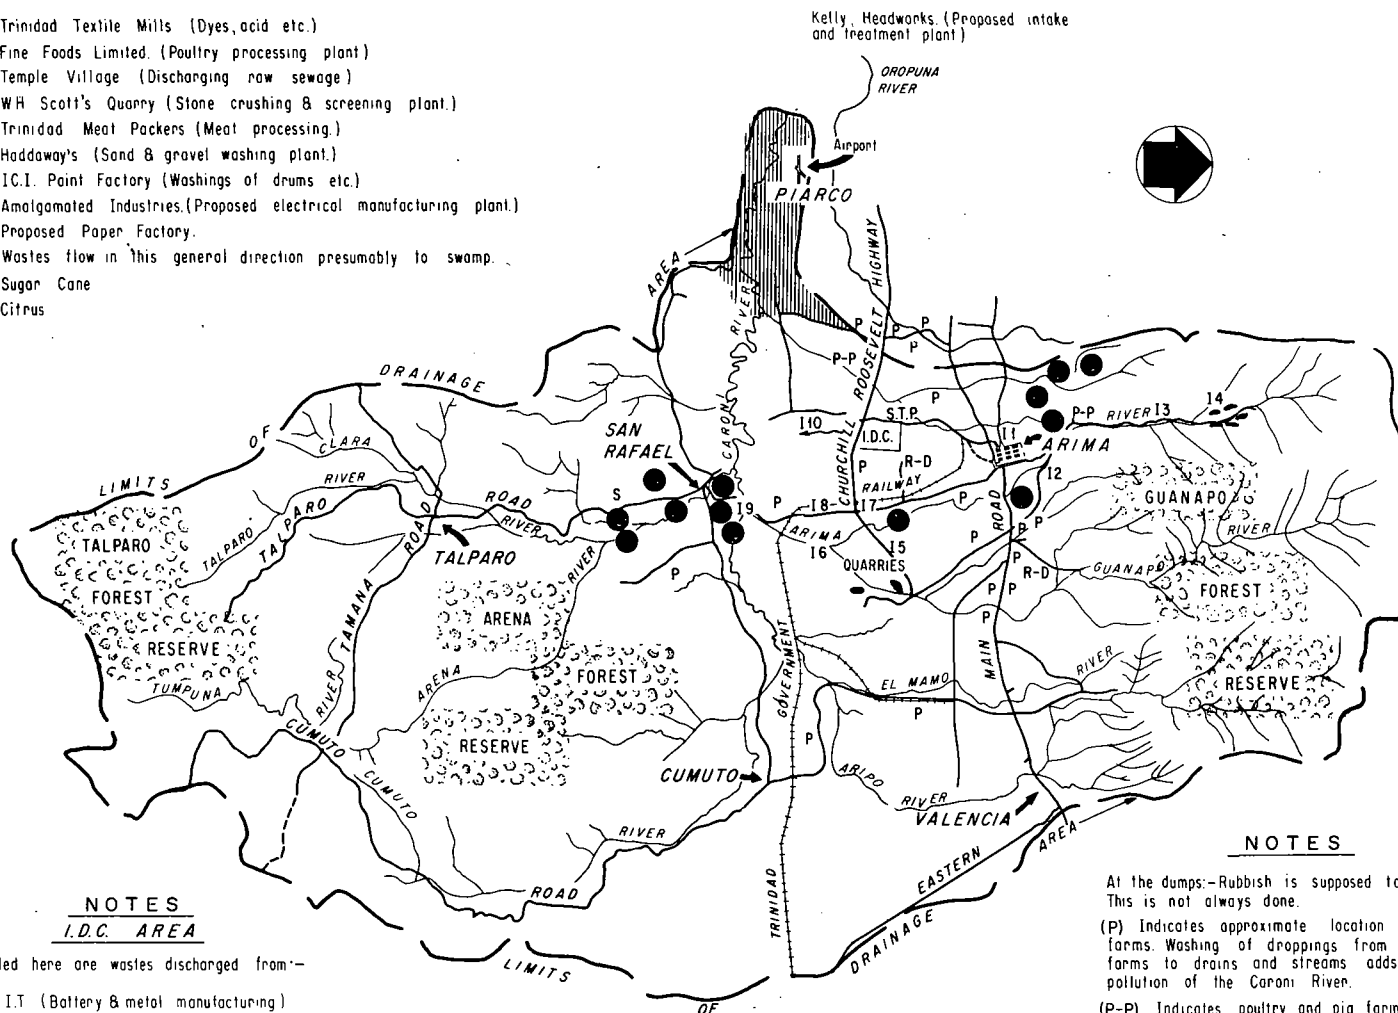 Trinidad Textile Mills (Dyes, acid etc.)
Fine Foods Limited. (Poultry processing plant)
Temple Village (Discharging raw sewage)
WH Scott's Quarry (Stone crushing & screening plant.)
Trinidad Meat Packers (Meat processing.)
Haddaway's (Sand & gravel washing plant.)
I.C.I. Paint Factory (Washings of drums etc.)
Amalgamated Industries. (Proposed electrical manufacturing plant.)
Proposed Paper Factory.
Wastes flow in this general direction presumably to swamp.
Sugar Cane
Citrus
Kelly, Headworks. (Proposed intake
and treatment plant)
OROPUNA
RIVER
Airport
PIARCO
AREA
RIVER
HIGHWAY
ROOSEVELT
CHURCHILL
P
P
P
P
P-P
P
DRAINAGE
OF
LIMITS
CLARA
RIVER
SAN
RAFAEL
CARONI
I10
S.T.P.
I.D.C.
I1
ARIMA
P-P
RIVER
I3
I4
I2
P
R-D
RAILWAY
P
ROAD
GUANAPO
RIVER
TALPARO
FOREST
RESERVE
TALPARO
TALPARO
ROAD
ROAD
RIVER
S
I9
P
I8
I7
ARIMA
I6
I5
QUARRIES
P
P
P
TALPARO
RIVER
P
R-D
GUANAPO
P
P
P
FOREST
TAMANA
RIVER
ARENA
FOREST
RESERVE
ARENA
TUMPUNA
GOVERNMENT
MAIN
RIVER
EL MAMO
P
RESERVE
CUMUTO
CUMUTO
CUMUTO
P
ARIPO
RIVER
VALENCIA
RIVER
ROAD
TRINIDAD
EASTERN
AREA
DRAINAGE
LIMITS
OF
NOTES
I.D.C. AREA
led here are wastes discharged from:-
I.T (Battery & metal manufacturing)
NOTES
At the dumps:- Rubbish is supposed to
This is not always done.
(P) Indicates approximate location
farms. Washing of droppings from
farms to drains and streams adds
pollution of the Caroni River.
(P-P) Indicates poultry and pig farm